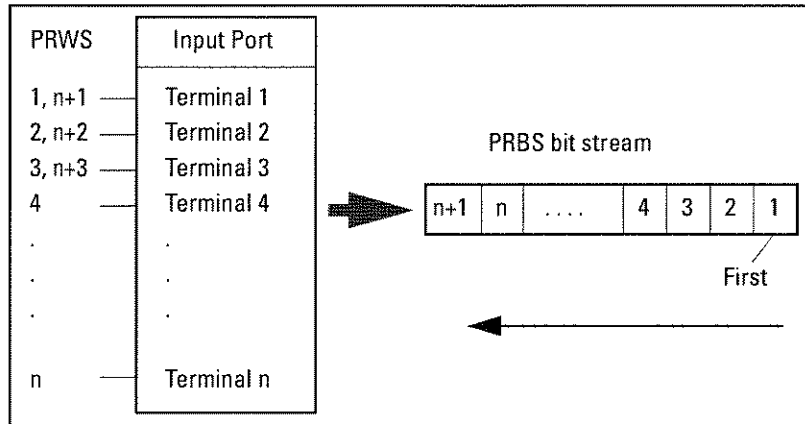 PRWS
Input Port
1, n+1
Terminal 1
2, n+2
Terminal 2
3, n+3
Terminal 3
4
Terminal 4
.
.
.
.
.
.
n
Terminal n
PRBS bit stream
n+1 n .... 4 3 2 1
First